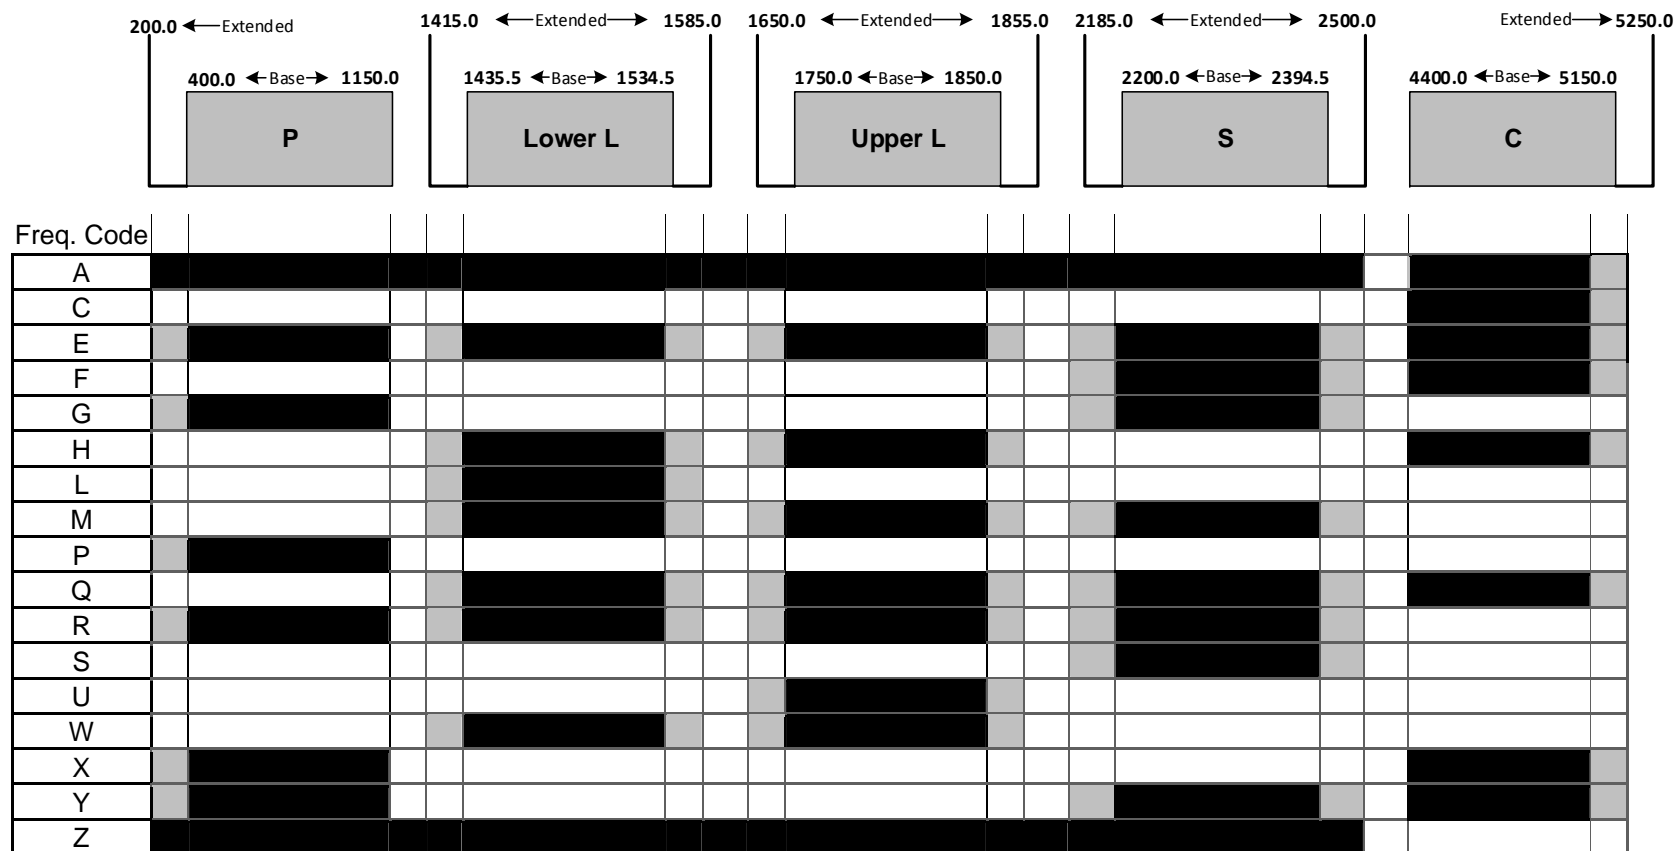 1415.0 Extended 1585.0 1650.0 Extended 1855.0 2185.0 Extended 2500.0 Extended 5250.0
200.0 Extended
400.0 Base 1150.0 1435.5 Base 1534.5 1750.0 Base 1850.0 2200.0 Base 2394.5 4400.0 Base 5150.0
P Lower L Upper L S C
Freq. Code
A
C
E
F
G
H
L
M
P
Q
R
S
U
W
X
Y
Z